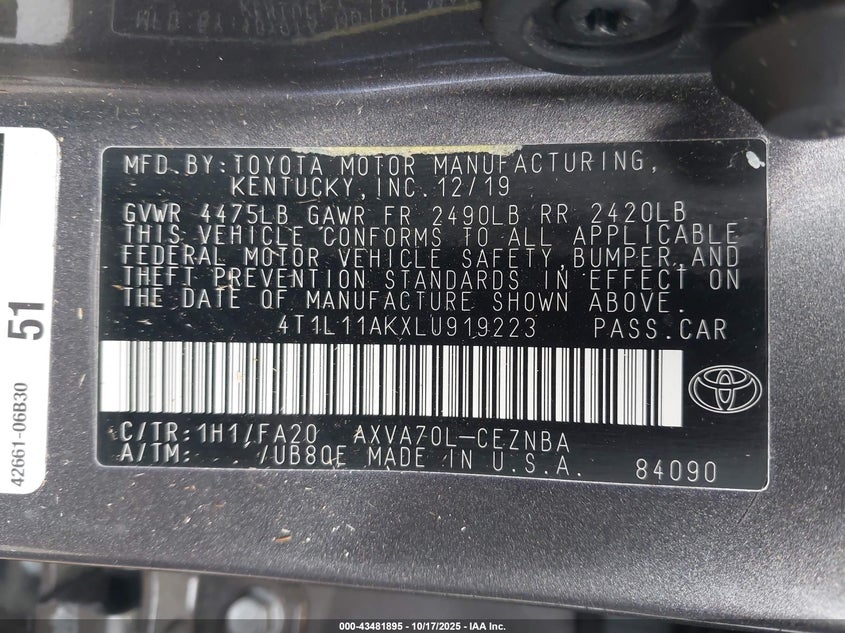 MFD.BY:TOYOTA MOTOR MANUFACTURING,
KENTUCKY,INC.12/19
GVWR 4475LB GAWR FR 2490LB RR 2420LB
THIS VEHICLE CONFORMS TO ALL APPLICABLE
FEDERAL MOTOR VEHICLE SAFETY,BUMPER,AND
THEFT PREVENTION STANDARDS IN EFFECT ON
THE DATE OF MANUFACTURE SHOWN ABOVE.
4T1L11AKXLU919223 PASS.CAR
C/TR:1H1/FA20 AXVA70L-CEZNBA
A/TM: /UB80E MADE IN U.S.A.
84090
51
42661-06B30
000-43481895 - 10/17/2025 - IAA Inc.